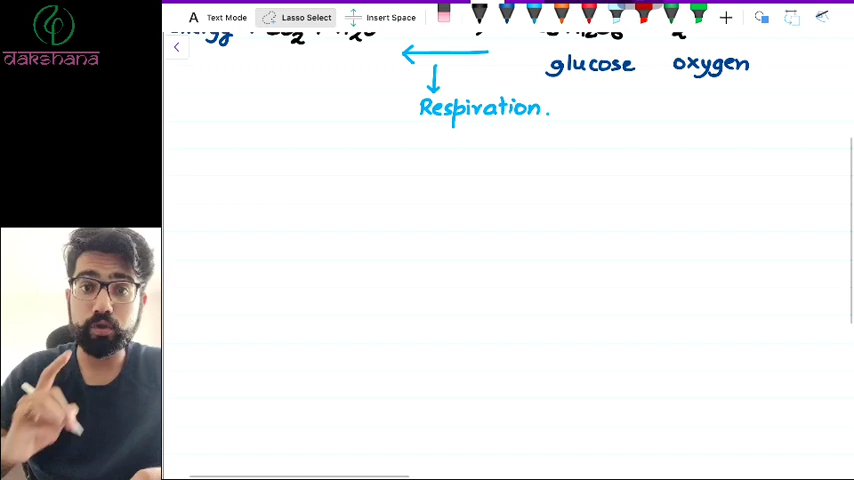 Text Mode Lasso Select Insert Space
dakshana
glucose oxygen
Respiration.